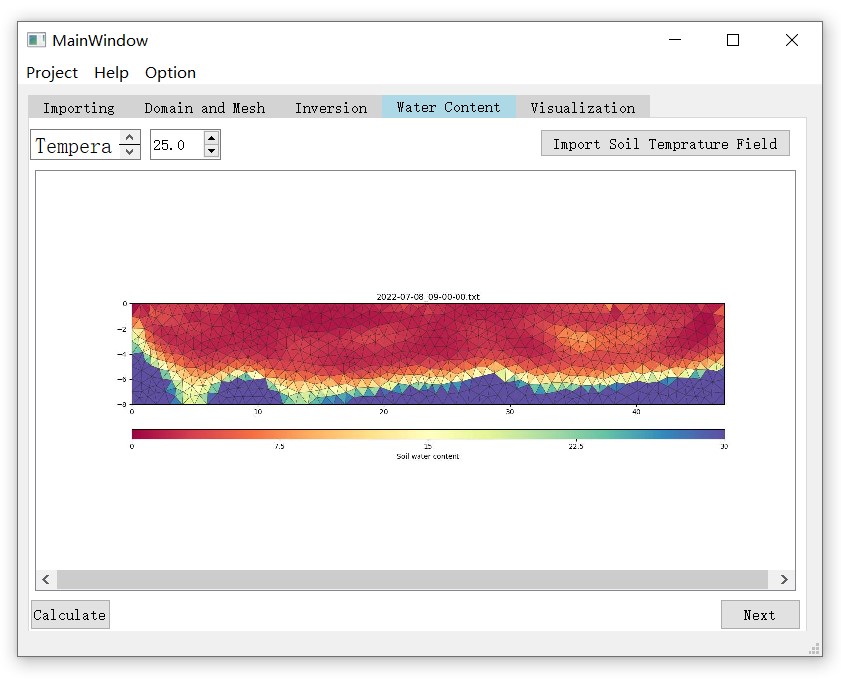 MainWindow
Project Help Option
Importing Domain and Mesh Inversion Water Content Visualization
Tempera 25.0 Import Soil Temprature Field
2022-07-08_09-00-00.txt
0
−2
−4
−6
−8
0 10 20 30 40
0 7.5 15 22.5 30
Soil water content
Calculate Next